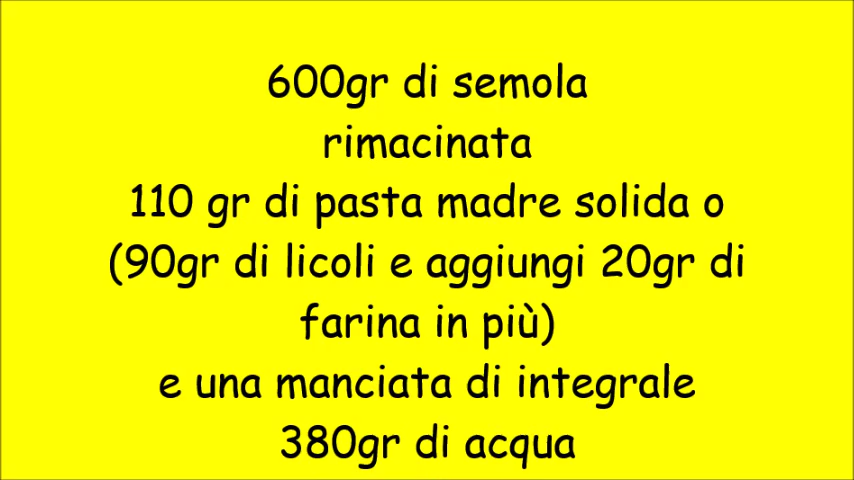 600gr di semola
rimacinata
110 gr di pasta madre solida o
(90gr di licoli e aggiungi 20gr di
farina in più)
e una manciata di integrale
380gr di acqua